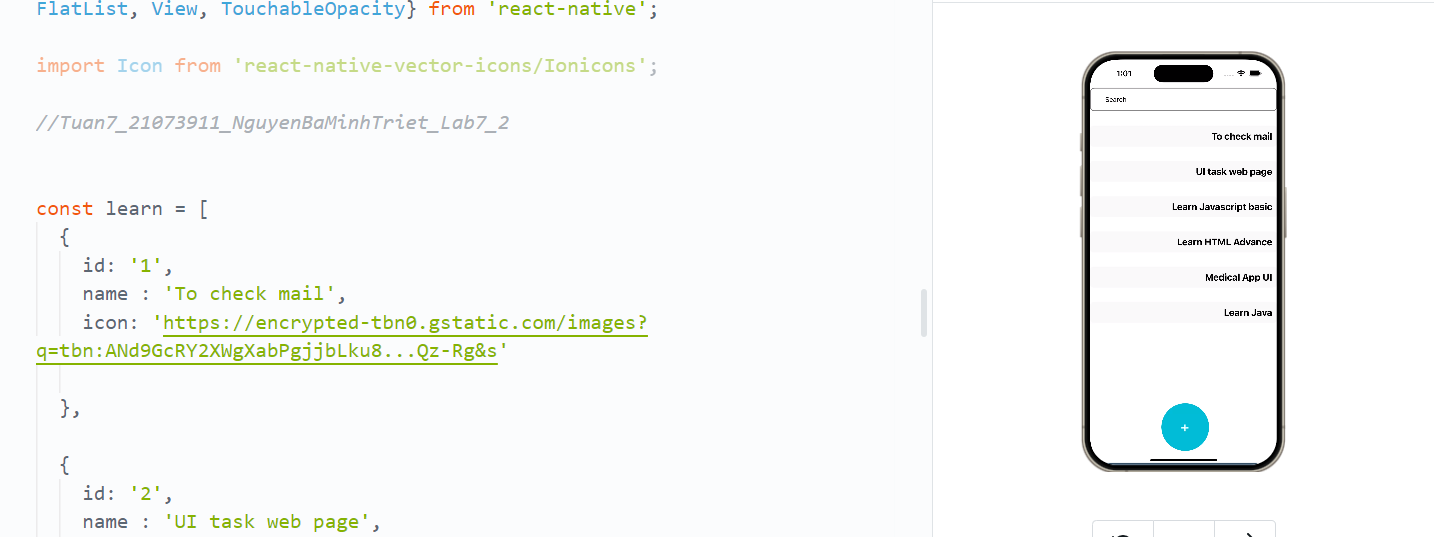 FlatList, View, TouchableOpacity} from 'react-native';
import Icon from 'react-native-vector-icons/Ionicons';
//Tuan7_21073911_NguyenBaMinhTriet_Lab7_2
const learn = [
{
id: '1',
name : 'To check mail',
icon: 'https://encrypted-tbn0.gstatic.com/images?
q=tbn:ANd9GcRY2XWgXabPgjjbLku8...Qz-Rg&s'
},
{
id: '2',
name : 'UI task web page',
1:01
Search
To check mail
UI task web page
Learn Javascript basic
Learn HTML Advance
Medical App UI
Learn Java
+